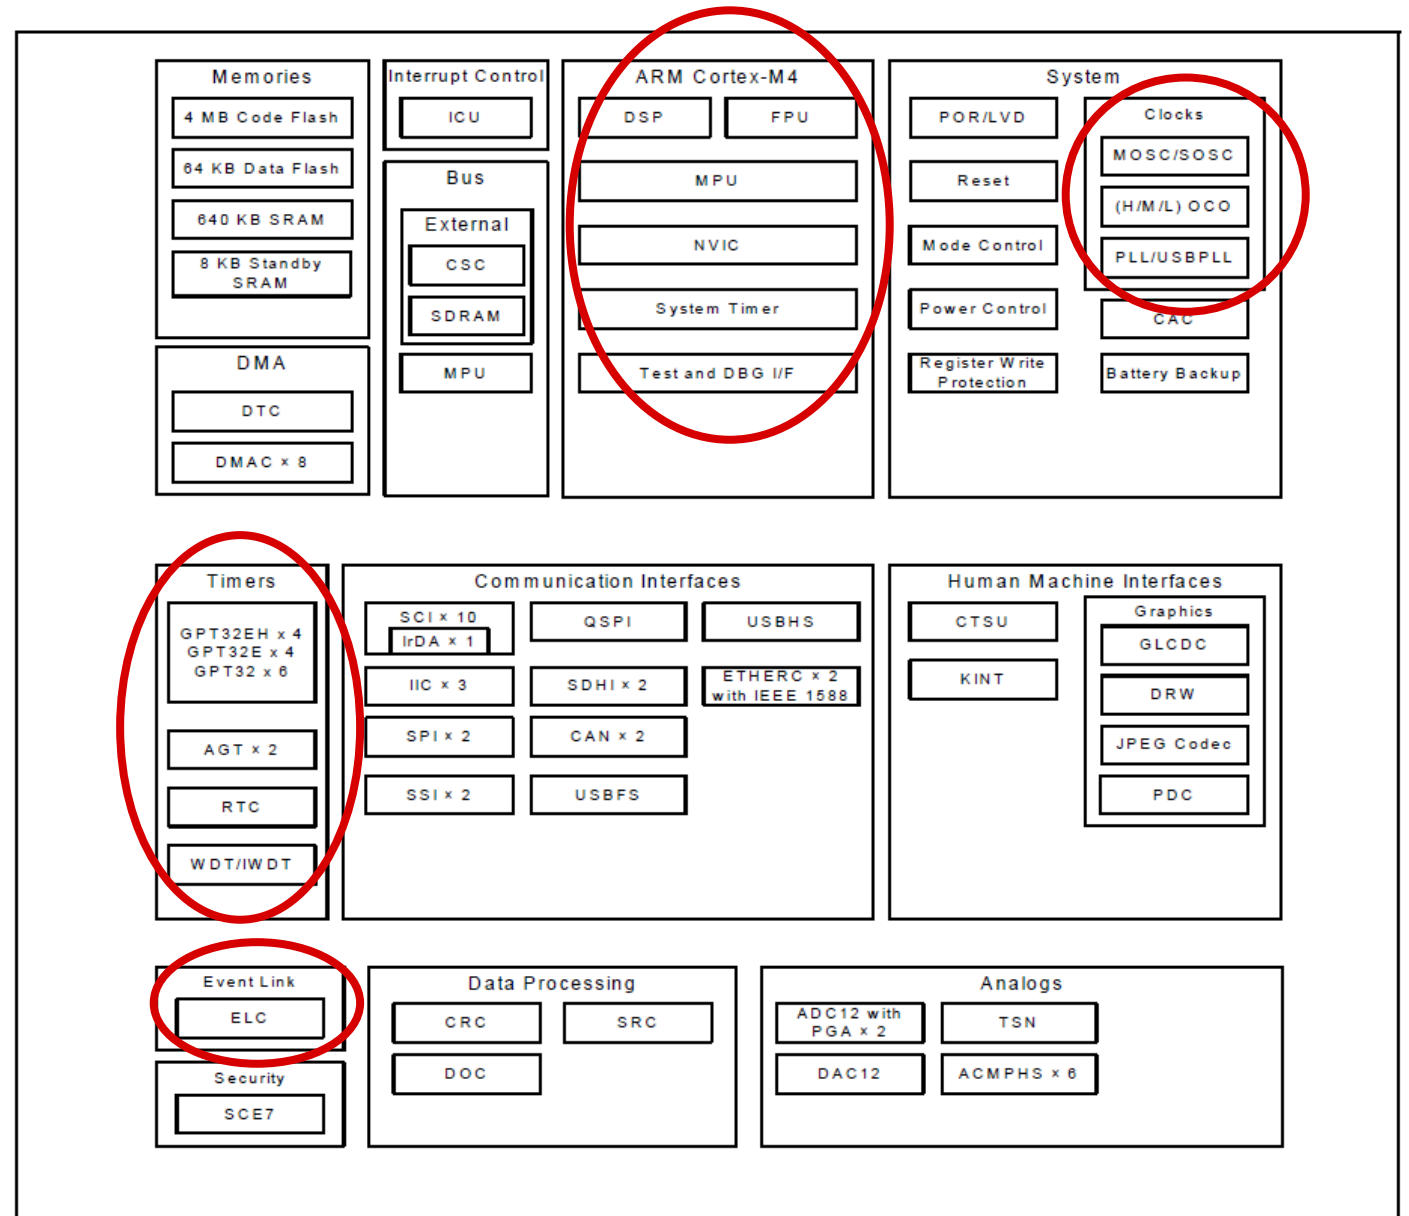 Memories
4 MB Code Flash
64 KB Data Flash
640 KB SRAM
8 KB Standby
SRAM
DMA
DTC
DMAC × 8
Interrupt Control
ICU
Bus
External
CSC
SDRAM
MPU
ARM Cortex-M4
DSP
FPU
MPU
NVIC
System Timer
Test and DBG I/F
System
POR/LVD
Reset
Mode Control
Power Control
Register Write
Protection
Clocks
MOSC/SOSC
(H/M/L) OCO
PLL/USBPLL
CAC
Battery Backup
Timers
GPT32EH x 4
GPT32E x 4
GPT32 x 6
AGT × 2
RTC
WDT/IWDT
Communication Interfaces
SCI × 10
IrDA × 1
IIC × 3
SPI × 2
SSI × 2
QSPI
SDHI × 2
CAN × 2
USBFS
USBHS
ETHERC × 2
with IEEE 1588
Human Machine Interfaces
CTSU
KINT
Graphics
GLCDC
DRW
JPEG Codec
PDC
Event Link
ELC
Security
SCE7
Data Processing
CRC
SRC
DOC
Analogs
ADC12 with
PGA × 2
TSN
DAC12
ACMPHS × 6